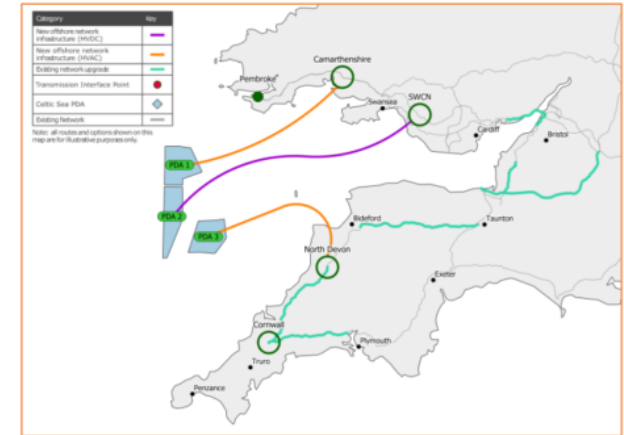 Category Key
New offshore network
infrastructure (HVDC)
New offshore network
infrastructure (HVAC)
Existing network upgrade
Transmission Interface Point
Celtic Sea PDA
Existing Network
Note: all routes and options shown on this
map are for illustrative purposes only.
Camarthenshire
Pembroke
SWCN
Swansea
Cardiff
Bristol
PDA 1
PDA 2
PDA 3
Bideford
Taunton
North Devon
Exeter
Cornwall
Plymouth
Truro
Penzance